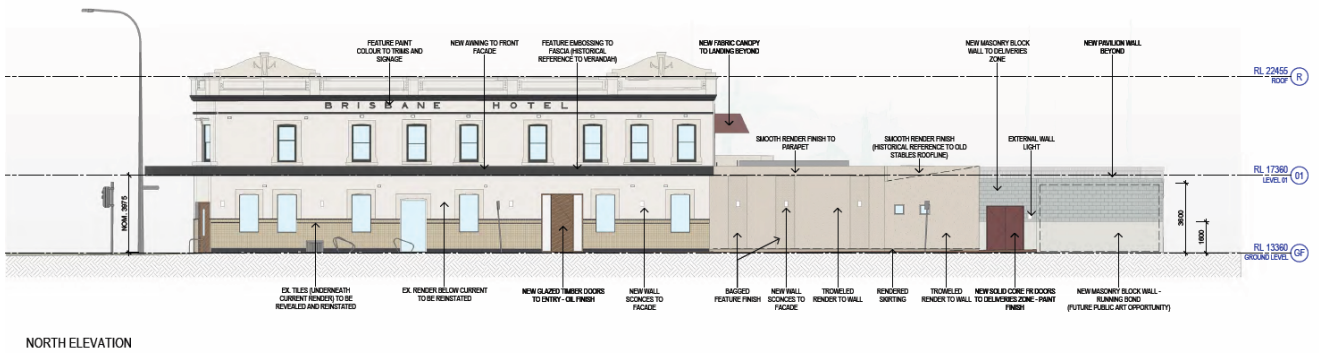 FEATURE PAINT
COLOUR TO TRIMS AND
SIGNAGE
NEW AWNING TO FRONT
FACADE
FEATURE EMBOSSING TO
FASCIA (HISTORICAL
REFERENCE TO VERANDAH)
NEW FABRIC CANOPY
TO LANDING BEYOND
NEW MASONRY BLOCK
WALL TO DELIVERIES
ZONE
NEW PAVILION WALL
BEYOND
RL 22455
ROOF
R
BRISBANE HOTEL
SMOOTH RENDER FINISH TO
PARAPET
SMOOTH RENDER FINISH
(HISTORICAL REFERENCE TO OLD
STABLES ROOFLINE)
EXTERNAL WALL
LIGHT
RL 17360
LEVEL 01
01
NOM. 3975
3600
1600
RL 13360
GROUND LEVEL
GF
EX. TILES (UNDERNEATH
CURRENT RENDER) TO BE
REVEALED AND REINSTATED
EX. RENDER BELOW CURRENT
TO BE REINSTATED
NEW GLAZED TIMBER DOORS
TO ENTRY - OIL FINISH
NEW WALL
SCONCES TO
FACADE
BAGGED
FEATURE FINISH
NEW WALL
SCONCES TO
FACADE
TROWELED
RENDER TO WALL
RENDERED
SKIRTING
TROWELED
RENDER TO WALL
NEW SOLID CORE FR DOORS
TO DELIVERIES ZONE - PAINT
FINISH
NEW MASONRY BLOCK WALL -
RUNNING BOND
(FUTURE PUBLIC ART OPPORTUNITY)
NORTH ELEVATION